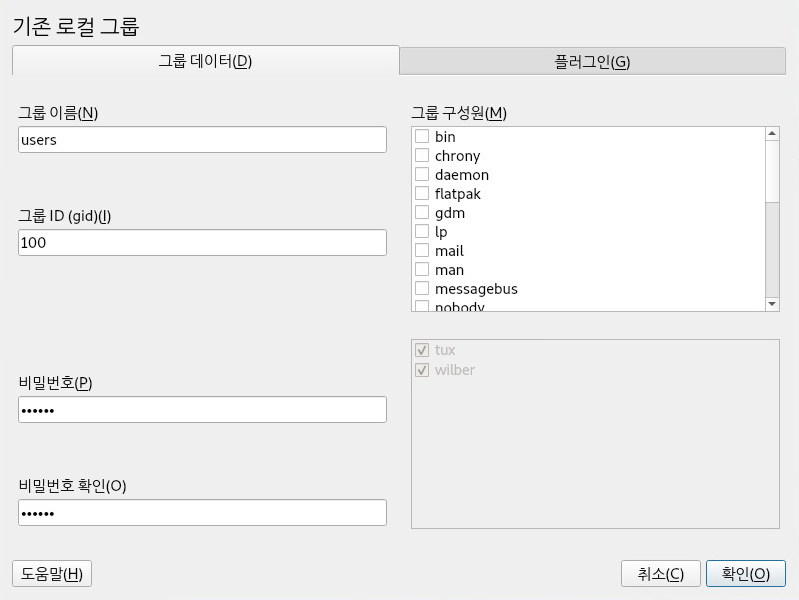 기존 로컬 그룹
그룹 데이터(D)
플러그인(G)
그룹 이름(N)
users
그룹 ID (gid)(I)
100
비밀번호(P)
••••••
비밀번호 확인(O)
••••••
그룹 구성원(M)
bin
chrony
daemon
flatpak
gdm
lp
mail
man
messagebus
nobody
tux
wilber
도움말(H)
취소(C)
확인(O)